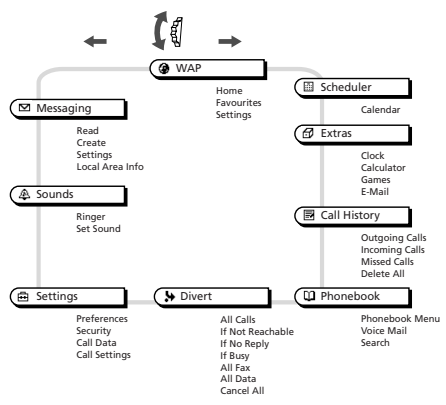 WAP
Home
Favourites
Settings
Scheduler
Calendar
Messaging
Read
Create
Settings
Local Area Info
Extras
Clock
Calculator
Games
E-Mail
Sounds
Ringer
Set Sound
Call History
Outgoing Calls
Incoming Calls
Missed Calls
Delete All
Settings
Preferences
Security
Call Data
Call Settings
Divert
All Calls
If Not Reachable
If No Reply
If Busy
All Fax
All Data
Cancel All
Phonebook
Phonebook Menu
Voice Mail
Search